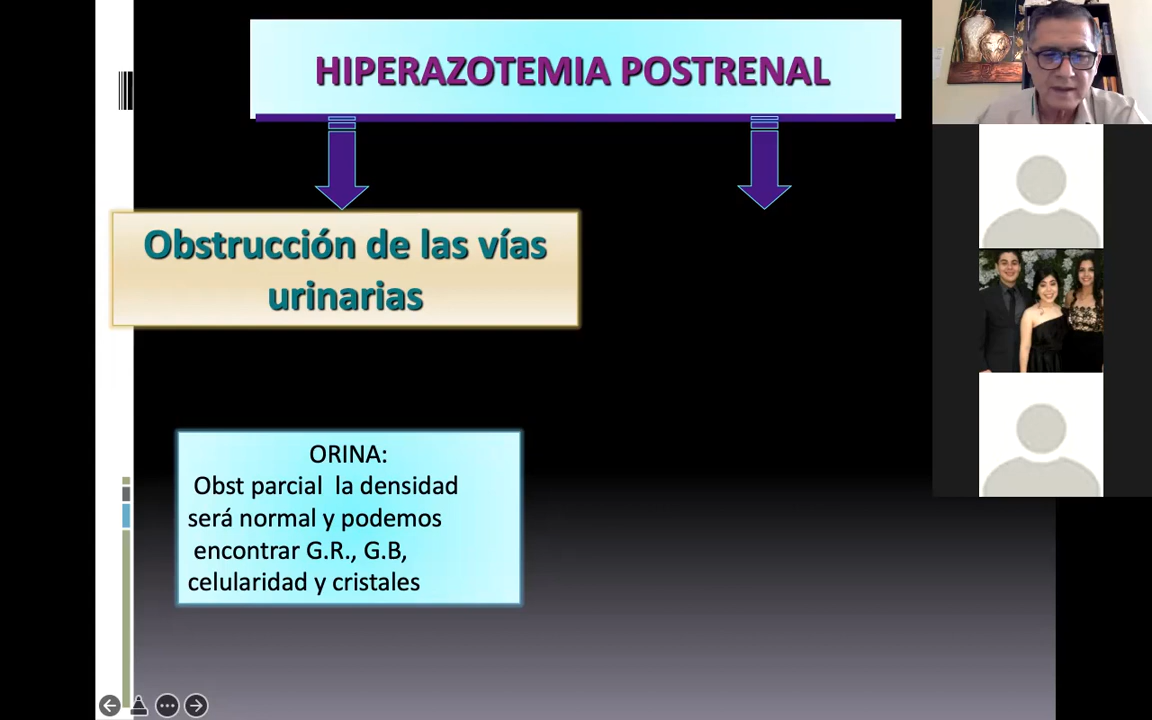 HIPERAZOTEMIA POSTRENAL
Obstrucción de las vías
urinarias
ORINA:
Obst parcial la densidad
será normal y podemos
encontrar G.R., G.B,
celularidad y cristales